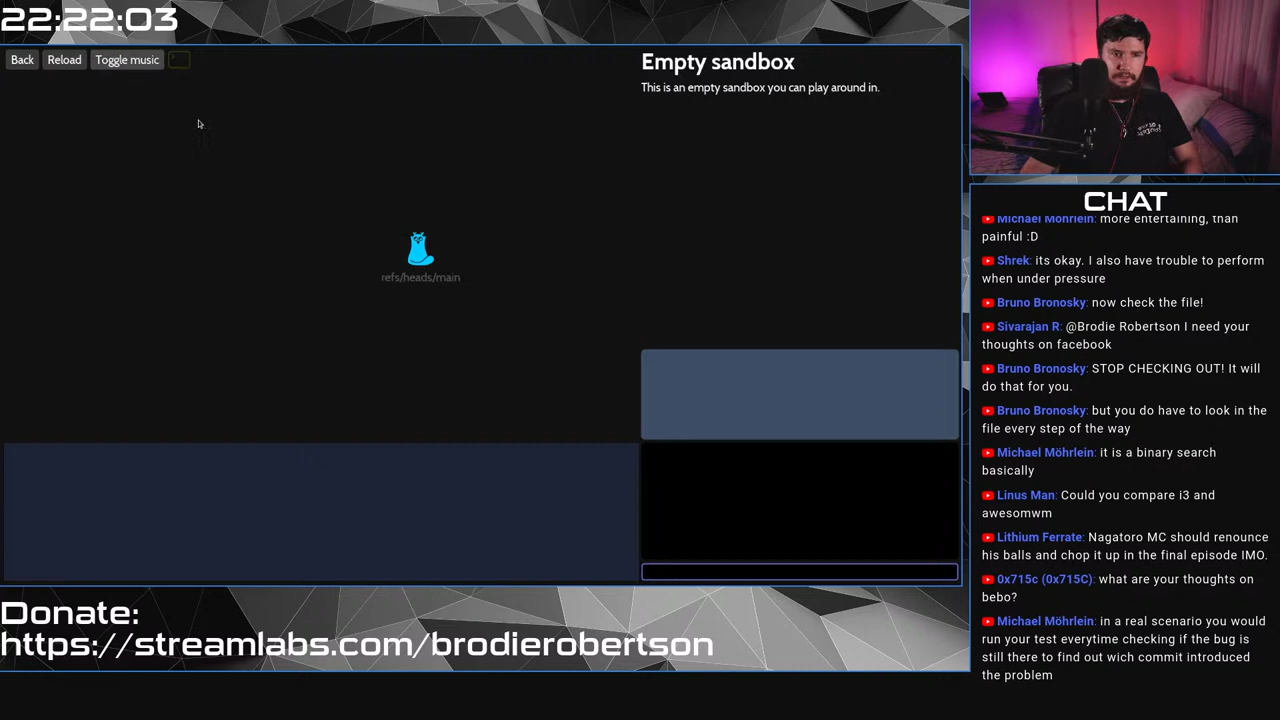 22:22:03
Back Reload Toggle music
Empty sandbox
This is an empty sandbox you can play around in.
refs/heads/main
CHAT
Michael Möhrlein: more entertaining, than
painful :D
Shrek: its okay. I also have trouble to perform
when under pressure
Bruno Bronosky: now check the file!
Sivarajan R: @Brodie Robertson I need your
thoughts on facebook
Bruno Bronosky: STOP CHECKING OUT! It will
do that for you.
Bruno Bronosky: but you do have to look in the
file every step of the way
Michael Möhrlein: it is a binary search
basically
Linus Man: Could you compare i3 and
awesomwm
Lithium Ferrate: Nagatoro MC should renounce
his balls and chop it up in the final episode IMO.
0x715c (0x715C): what are your thoughts on
bebo?
Michael Möhrlein: in a real scenario you would
run your test everytime checking if the bug is
still there to find out wich commit introduced
the problem
Donate:
https://streamlabs.com/brodierobertson